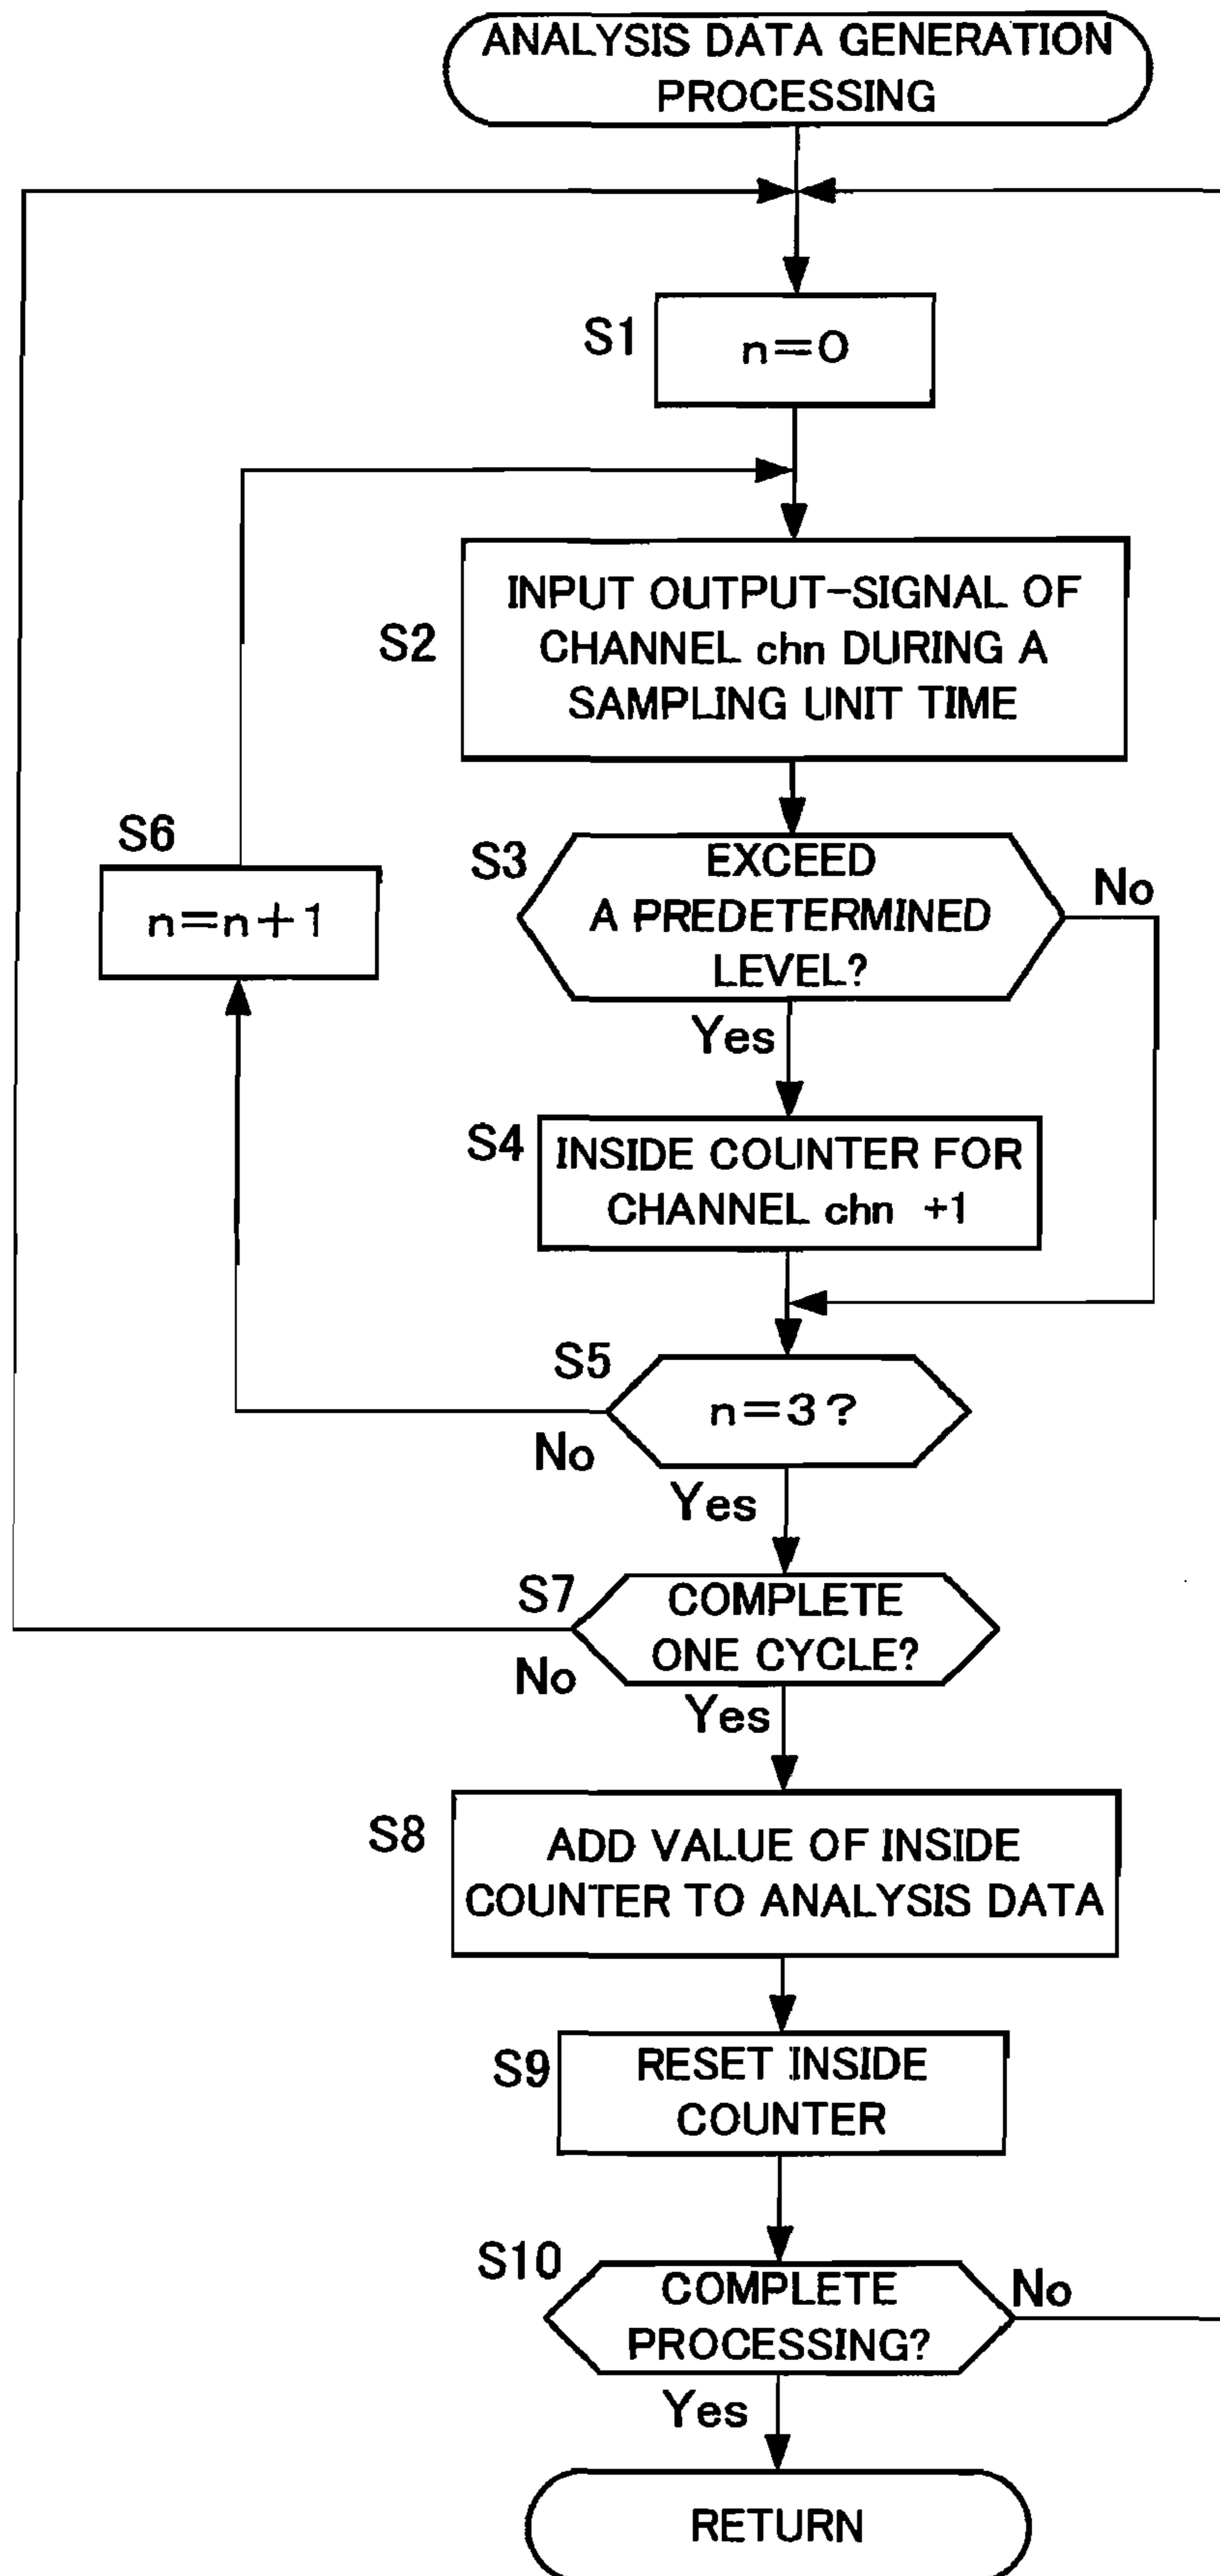 ANALYSIS DATA GENERATION
PROCESSING
S1
n=0
S2
INPUT OUTPUT-SIGNAL OF
CHANNEL chn DURING A
SAMPLING UNIT TIME
S6
n=n+1
S3
EXCEED
A PREDETERMINED
LEVEL?
No
Yes
S4
INSIDE COUNTER FOR
CHANNEL chn +1
S5
n=3?
No
Yes
S7
COMPLETE
ONE CYCLE?
No
Yes
S8
ADD VALUE OF INSIDE
COUNTER TO ANALYSIS DATA
S9
RESET INSIDE
COUNTER
S10
COMPLETE
PROCESSING?
No
Yes
RETURN